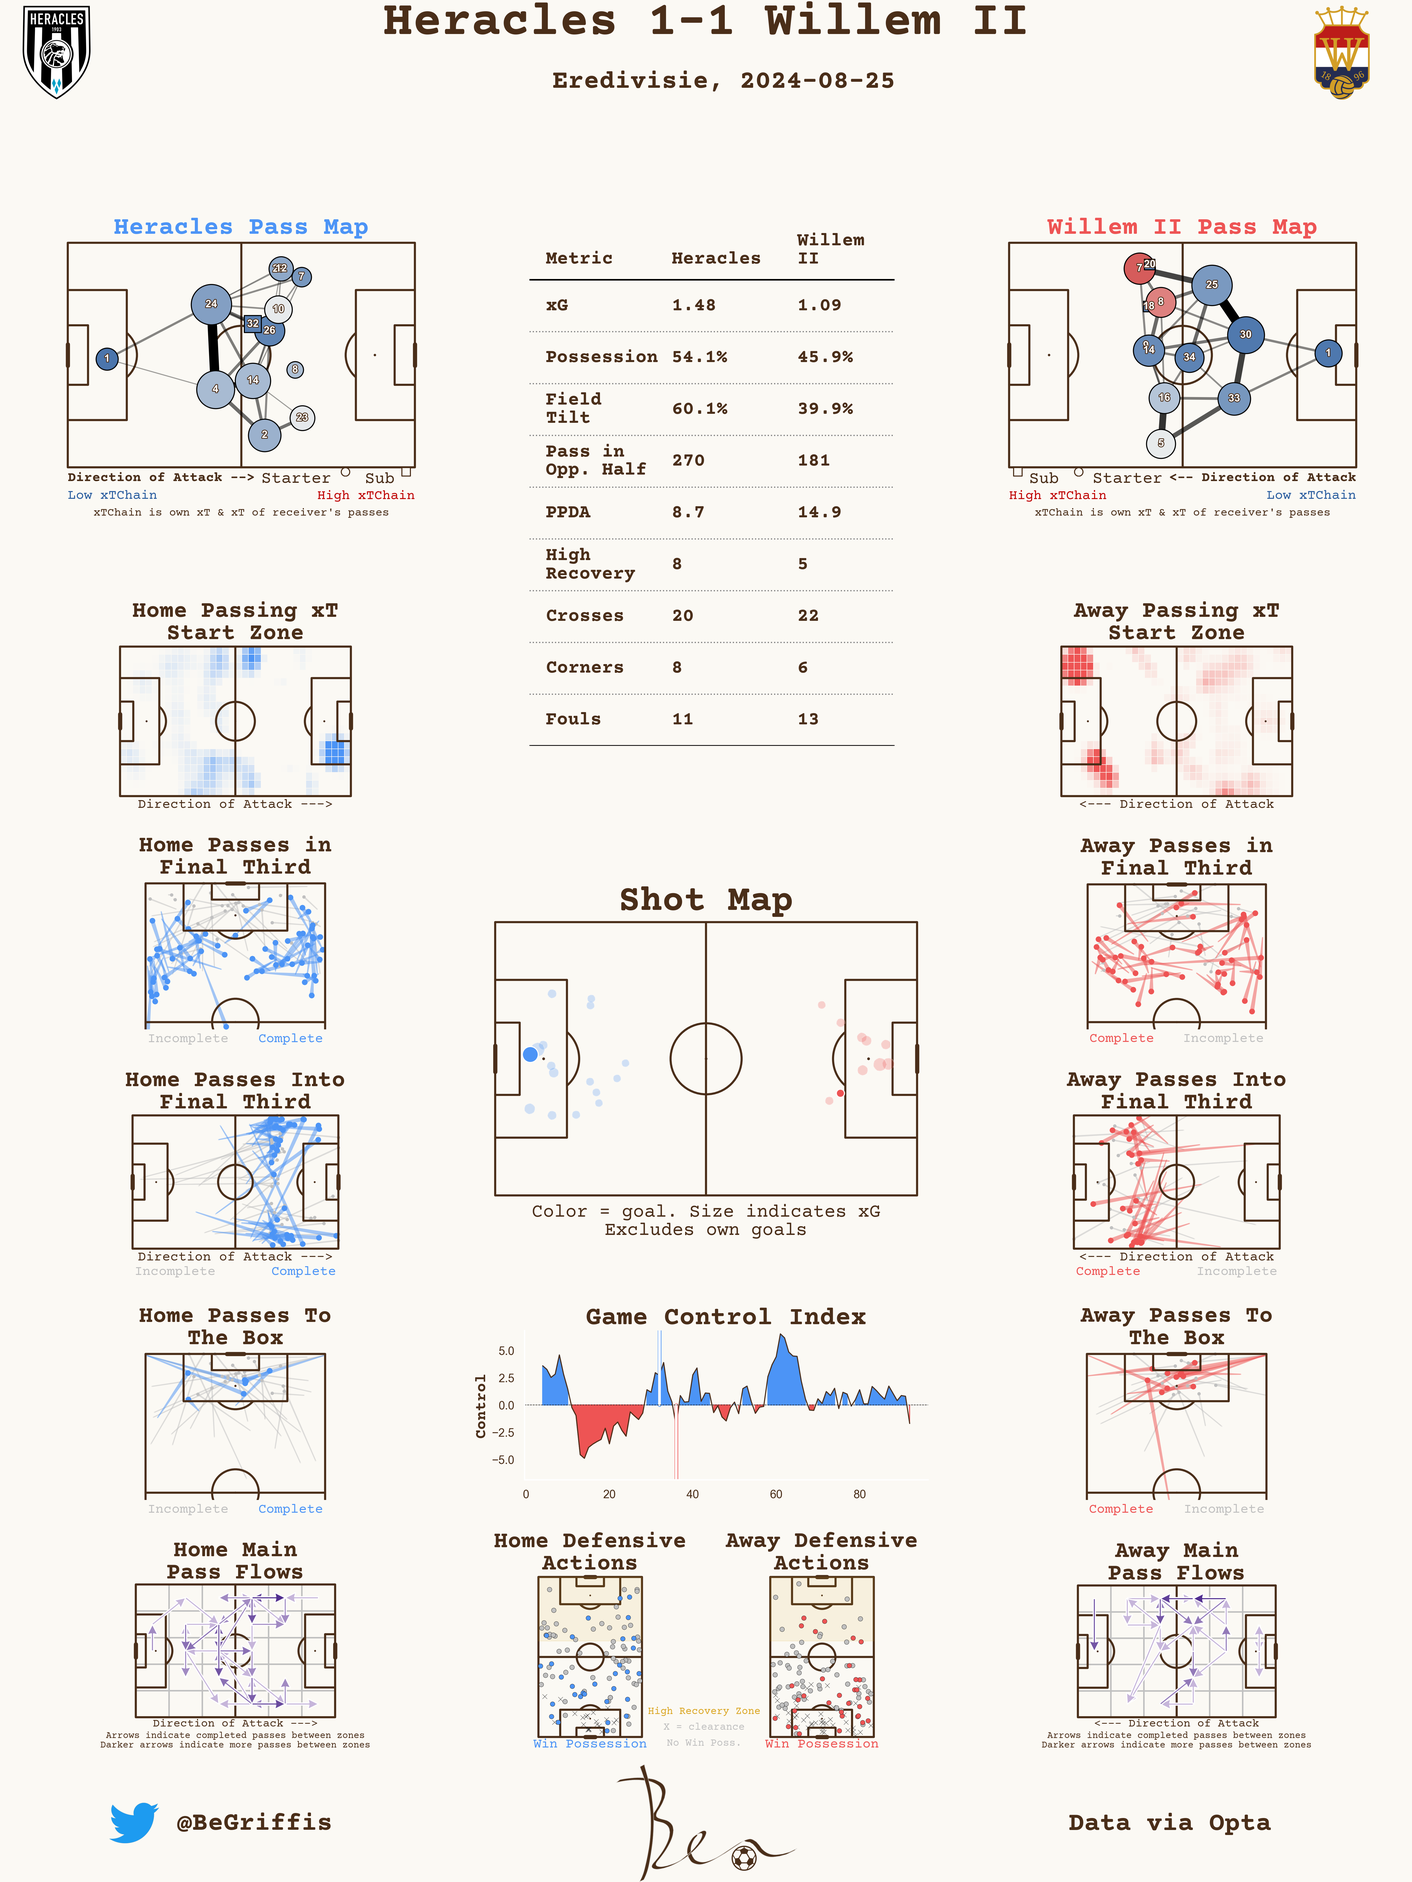 Heracles 1-1 Willem II
Eredivisie, 2024-08-25
HERACLES
1903
W
18 96
Heracles Pass Map
24
7
10
32
26
1
4
14
8
23
2
Direction of Attack --> Starter Sub
Low xTChain High xTChain
xTChain is own xT & xT of receiver's passes
Metric Heracles Willem II
xG 1.48 1.09
Possession 54.1% 45.9%
Field Tilt 60.1% 39.9%
Pass in Opp. Half 270 181
PPDA 8.7 14.9
High Recovery 8 5
Crosses 20 22
Corners 8 6
Fouls 11 13
Willem II Pass Map
7 20
25
18 8
30
14
34
1
16
33
5
Sub Starter <-- Direction of Attack
High xTChain Low xTChain
xTChain is own xT & xT of receiver's passes
Home Passing xT
Start Zone
Direction of Attack --->
Away Passing xT
Start Zone
<--- Direction of Attack
Home Passes in
Final Third
Incomplete Complete
Away Passes in
Final Third
Complete Incomplete
Shot Map
Color = goal. Size indicates xG
Excludes own goals
Home Passes Into
Final Third
Direction of Attack --->
Incomplete Complete
Away Passes Into
Final Third
<--- Direction of Attack
Complete Incomplete
Home Passes To
The Box
Incomplete Complete
Game Control Index
Control
5.0
2.5
0.0
−2.5
−5.0
0 20 40 60 80
Away Passes To
The Box
Complete Incomplete
Home Main
Pass Flows
Direction of Attack --->
Arrows indicate completed passes between zones
Darker arrows indicate more passes between zones
Home Defensive
Actions
Win Possession
Away Defensive
Actions
Win Possession
High Recovery Zone
X = clearance
No Win Poss.
Away Main
Pass Flows
<--- Direction of Attack
Arrows indicate completed passes between zones
Darker arrows indicate more passes between zones
@BeGriffis
Ben
Data via Opta